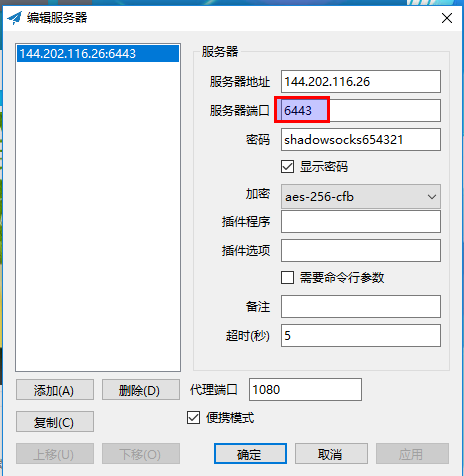 编辑服务器
144.202.116.26:6443
服务器
服务器地址 144.202.116.26
服务器端口 6443
密码 shadowsocks654321
显示密码
加密 aes-256-cfb
插件程序
插件选项
需要命令行参数
备注
超时(秒) 5
添加(A) 删除(D) 代理端口 1080
复制(C) 便携模式
上移(U) 下移(O) 确定 取消 应用